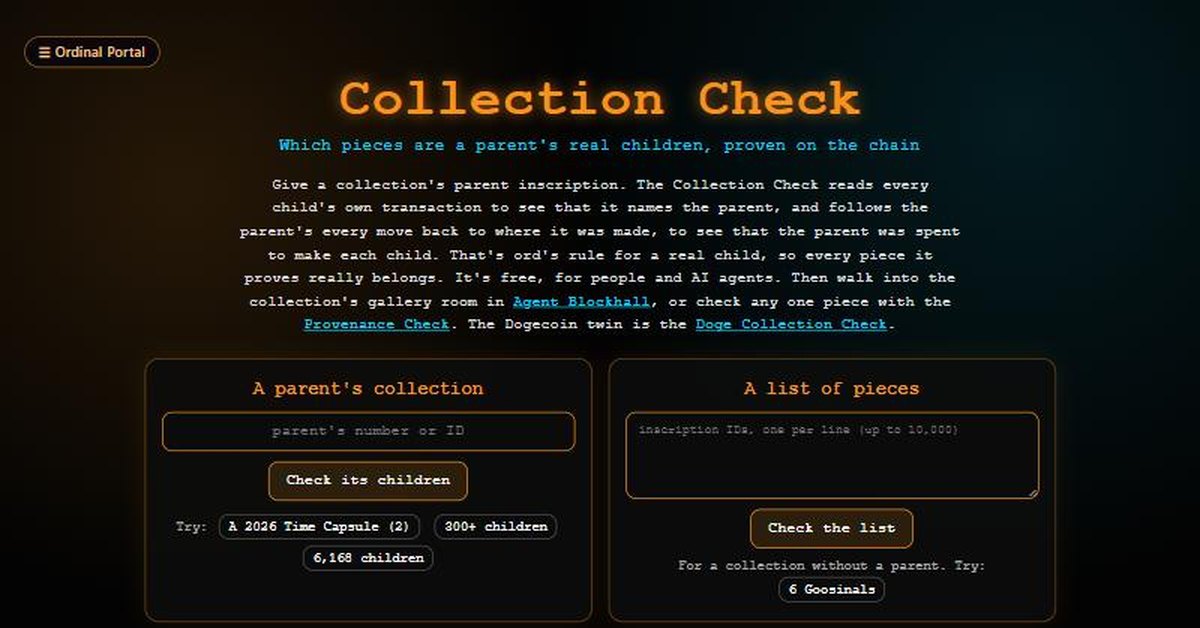 ☰ Ordinal Portal
Collection Check
Which pieces are a parent's real children, proven on the chain
Give a collection's parent inscription. The Collection Check reads every
child's own transaction to see that it names the parent, and follows the
parent's every move back to where it was made, to see that the parent was spent
to make each child. That's ord's rule for a real child, so every piece it
proves really belongs. It's free, for people and AI agents. Then walk into the
collection's gallery room in Agent Blockhall, or check any one piece with the
Provenance Check. The Dogecoin twin is the Doge Collection Check.
A parent's collection
parent's number or ID
Check its children
Try: A 2026 Time Capsule (2) 300+ children
6,168 children
A list of pieces
inscription IDs, one per line (up to 10,000)
Check the list
For a collection without a parent. Try:
6 Goosinals